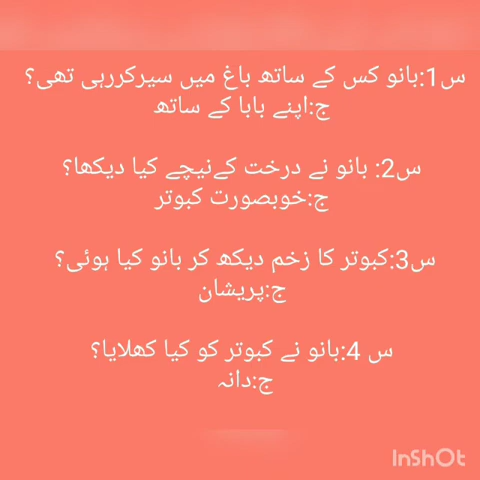 س1:بانو کس کے ساتھ باغ میں سیرکررہی تھی؟
ج:اپنے بابا کے ساتھ
س2: بانو نے درخت کےنیچے کیا دیکھا؟
ج:خوبصورت کبوتر
س3:کبوتر کا زخم دیکھ کر بانو کیا ہوئی؟
ج:پریشان
س 4:بانو نے کبوتر کو کیا کھلایا؟
ج:دانہ
InShOt